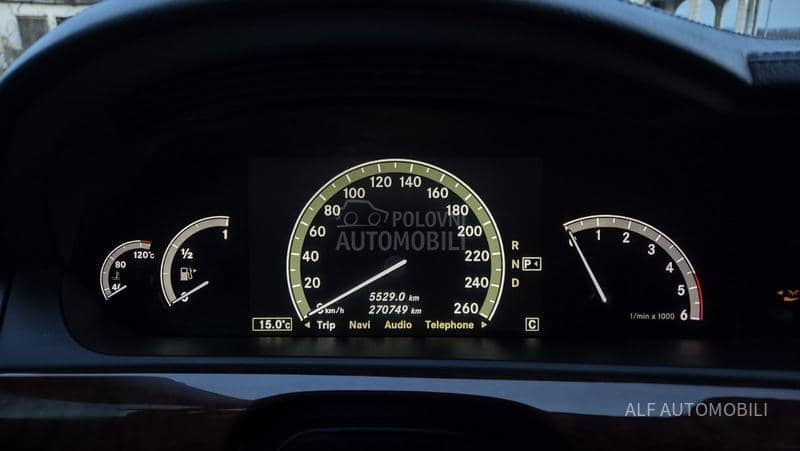 120°C
80
40
1
½
0
0 20 40 60 80 100 120 140 160 180 200 220 240 260
km/h
POLOVNI
AUTOMOBILI
5529.0 km
270749 km
15.0°C
Trip Navi Audio Telephone
R
N P
D
C
0 1 2 3 4 5 6
1/min x 1000
ALF AUTOMOBILI